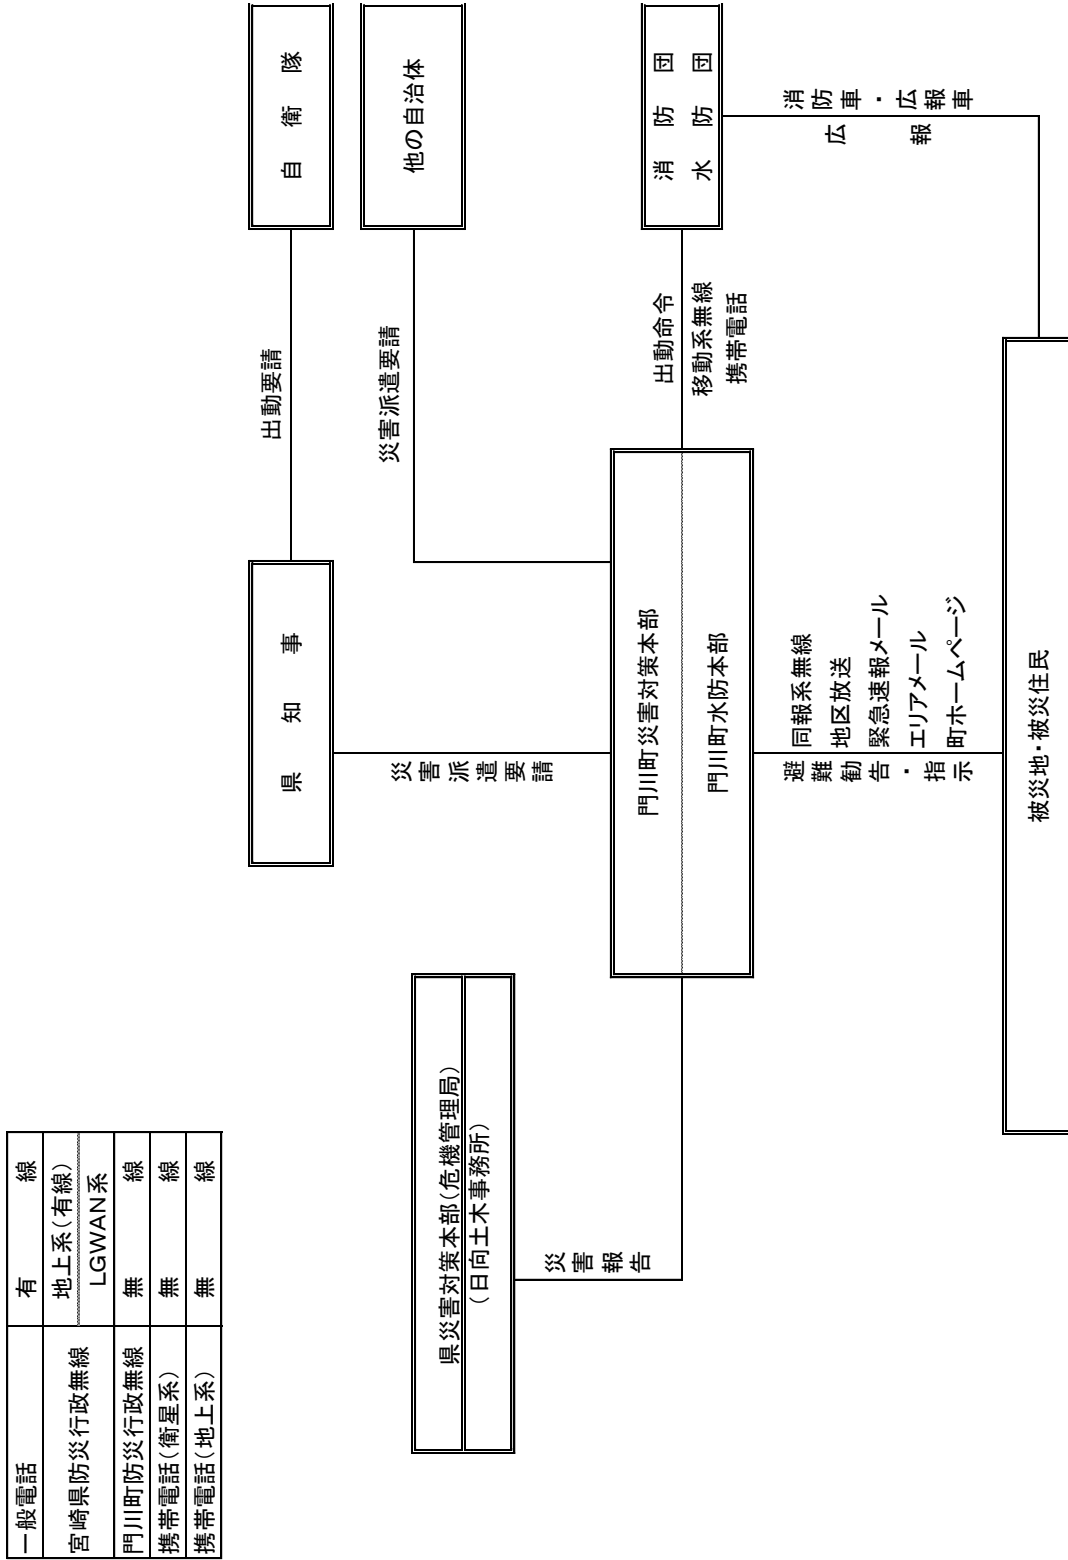 一般電話 有線
宮崎県防災行政無線 地上系(有線)
LGWAN系
門川町防災行政無線 無線
携帯電話(衛星系) 無線
携帯電話(地上系) 無線
県知事
出動要請
自衛隊
他の自治体
災害派遣要請
災害派遣要請
県災害対策本部(危機管理局)
(日向土木事務所)
災害報告
門川町災害対策本部
門川町水防本部
出動命令
移動系無線
携帯電話
消防団
水防団
消防車・広報車
広報
避難勧告・指示
同報系無線
地区放送
緊急速報メール
エリアメール
町ホームページ
被災地・被災住民